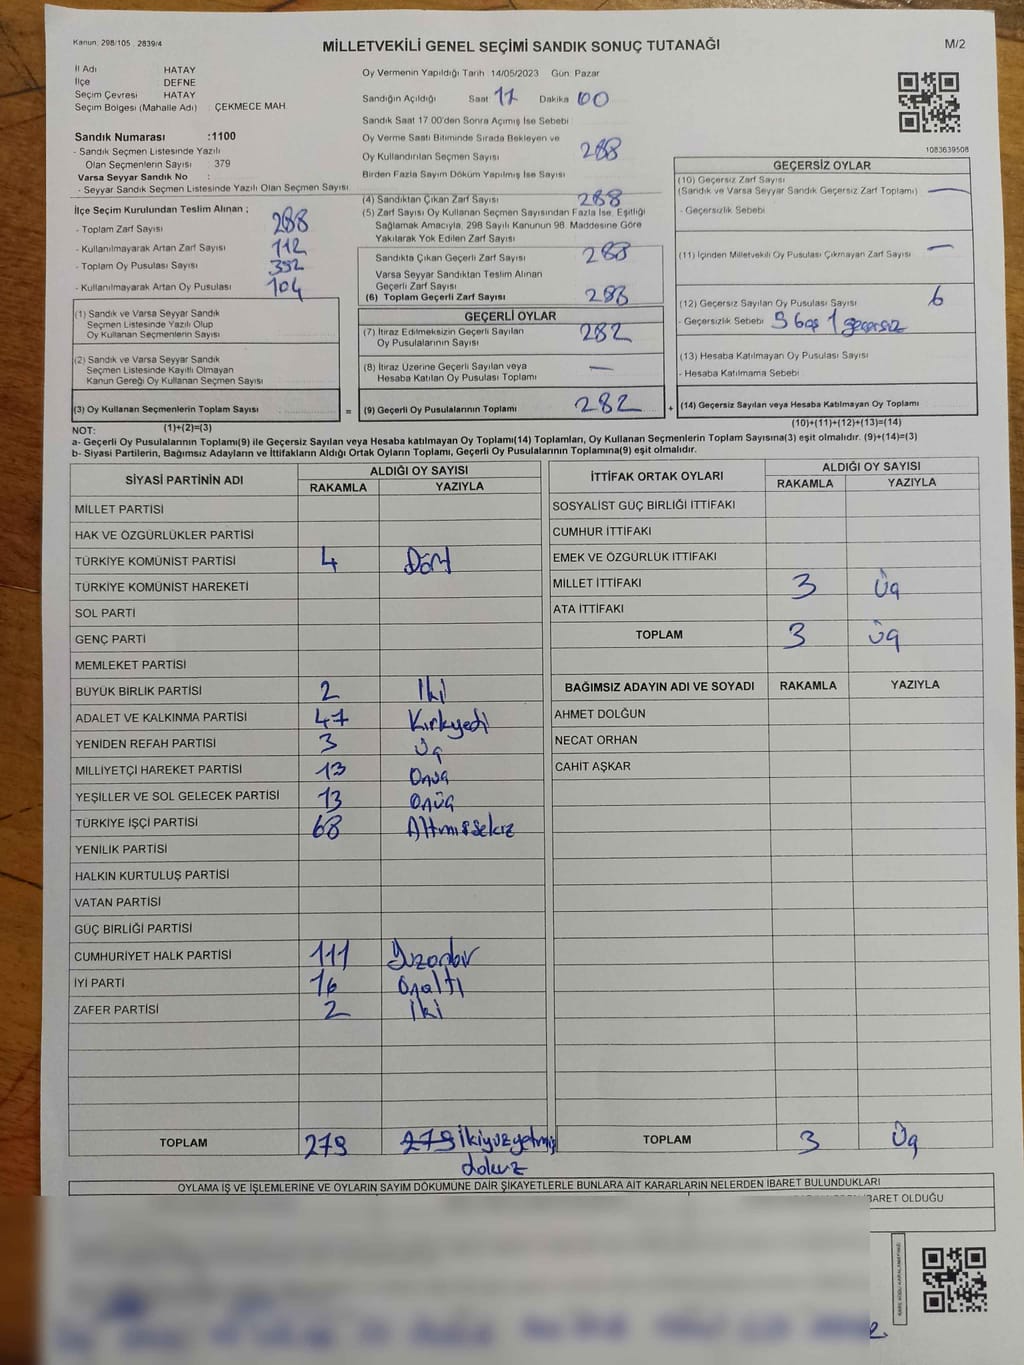 Kanun: 298/105 2839/4
MİLLETVEKİLİ GENEL SEÇİMİ SANDIK SONUÇ TUTANAĞI
M/2
İl Adı HATAY
İlçe DEFNE
Seçim Çevresi HATAY
Seçim Bölgesi (Mahalle Adı) : ÇEKMECE MAH.
Sandık Numarası :1100
- Sandık Seçmen Listesinde Yazılı
Olan Seçmenlerin Sayısı : 379
Varsa Seyyar Sandık No :
- Seyyar Sandık Seçmen Listesinde Yazılı Olan Seçmen Sayısı
İlçe Seçim Kurulundan Teslim Alınan ;
- Toplam Zarf Sayısı 288
- Kullanılmayarak Artan Zarf Sayısı 112
- Toplam Oy Pusulası Sayısı 392
- Kullanılmayarak Artan Oy Pusulası 104
Oy Vermenin Yapıldığı Tarih 14/05/2023 Gün: Pazar
Sandığın Açıldığı Saat 17 Dakika 00
Sandık Saat 17.00'den Sonra Açımış İse Sebebi
Oy Verme Saati Bitiminde Sırada Bekleyen ve
Oy Kullandırılan Seçmen Sayısı 288
Birden Fazla Sayım Döküm Yapılmış İse Sayısı
(4) Sandıktan Çıkan Zarf Sayısı 288
(5) Zarf Sayısı Oy Kullanan Seçmen Sayısından Fazla İse, Eşitliği
Sağlamak Amacıyla, 298 Sayılı Kanunun 98. Maddesine Göre
Yakılarak Yok Edilen Zarf Sayısı
Sandıkta Çıkan Geçerli Zarf Sayısı 288
Varsa Seyyar Sandıktan Teslim Alınan
Geçerli Zarf Sayısı
(6) Toplam Geçerli Zarf Sayısı 288
1083639508
GEÇERSİZ OYLAR
(10) Geçersiz Zarf Sayısı
(Sandık ve Varsa Seyyar Sandık Geçersiz Zarf Toplamı) —
- Geçersizlik Sebebi
(11) İçinden Milletvekili Oy Pusulası Çıkmayan Zarf Sayısı —
(12) Geçersiz Sayılan Oy Pusulası Sayısı 6
- Geçersizlik Sebebi 5 boş 1 geçersiz
(13) Hesaba Katılmayan Oy Pusulası Sayısı
- Hesaba Katılmama Sebebi
(1) Sandık ve Varsa Seyyar Sandık
Seçmen Listesinde Yazılı Olup
Oy Kullanan Seçmenlerin Sayısı
(2) Sandık ve Varsa Seyyar Sandık
Seçmen Listesinde Kayıtlı Olmayan
Kanun Gereği Oy Kullanan Seçmen Sayısı
GEÇERLİ OYLAR
(7) İtiraz Edilmeksizin Geçerli Sayılan
Oy Pusulalarının Sayısı 282
(8) İtiraz Üzerine Geçerli Sayılan veya
Hesaba Katılan Oy Pusulası Toplamı —
(3) Oy Kullanan Seçmenlerin Toplam Sayısı = (9) Geçerli Oy Pusulalarının Toplamı 282 + (14) Geçersiz Sayılan veya Hesaba Katılmayan Oy Toplamı
NOT: (1)+(2)=(3) (10)+(11)+(12)+(13)=(14)
a- Geçerli Oy Pusulalarının Toplamı(9) ile Geçersiz Sayılan veya Hesaba katılmayan Oy Toplamı(14) Toplamları, Oy Kullanan Seçmenlerin Toplam Sayısına(3) eşit olmalıdır. (9)+(14)=(3)
b- Siyasi Partilerin, Bağımsız Adayların ve İttifakların Aldığı Ortak Oyların Toplamı, Geçerli Oy Pusulalarının Toplamına(9) eşit olmalıdır.
SİYASİ PARTİNİN ADI ALDIĞI OY SAYISI
RAKAMLA YAZIYLA
MİLLET PARTİSİ
HAK VE ÖZGÜRLÜKLER PARTİSİ
TÜRKİYE KOMÜNİST PARTİSİ 4 Dört
TÜRKİYE KOMÜNİST HAREKETİ
SOL PARTİ
GENÇ PARTİ
MEMLEKET PARTİSİ
BÜYÜK BİRLİK PARTİSİ 2 İki
ADALET VE KALKINMA PARTİSİ 47 Kırkyedi
YENİDEN REFAH PARTİSİ 3 Üç
MİLLİYETÇİ HAREKET PARTİSİ 13 Onüç
YEŞİLLER VE SOL GELECEK PARTİSİ 13 Onüç
TÜRKİYE İŞÇİ PARTİSİ 68 Altmışsekiz
YENİLİK PARTİSİ
HALKIN KURTULUŞ PARTİSİ
VATAN PARTİSİ
GÜÇ BİRLİĞİ PARTİSİ
CUMHURİYET HALK PARTİSİ 111 Yüzonbir
İYİ PARTİ 16 Onaltı
ZAFER PARTİSİ 2 İki
TOPLAM 279 279 İkiyüzyetmiş
dokuz
İTTİFAK ORTAK OYLARI ALDIĞI OY SAYISI
RAKAMLA YAZIYLA
SOSYALİST GÜÇ BİRLİĞİ İTTİFAKI
CUMHUR İTTİFAKI
EMEK VE ÖZGÜRLÜK İTTİFAKI
MİLLET İTTİFAKI 3 Üç
ATA İTTİFAKI
TOPLAM 3 Üç
BAĞIMSIZ ADAYIN ADI VE SOYADI RAKAMLA YAZIYLA
AHMET DOLĞUN
NECAT ORHAN
CAHİT AŞKAR
TOPLAM 3 Üç
OYLAMA İŞ VE İŞLEMLERİNE VE OYLARIN SAYIM DÖKÜMÜNE DAİR ŞİKAYETLERLE BUNLARA AİT KARARLARIN NELERDEN İBARET BULUNDUKLARI
İBARET OLDUĞU